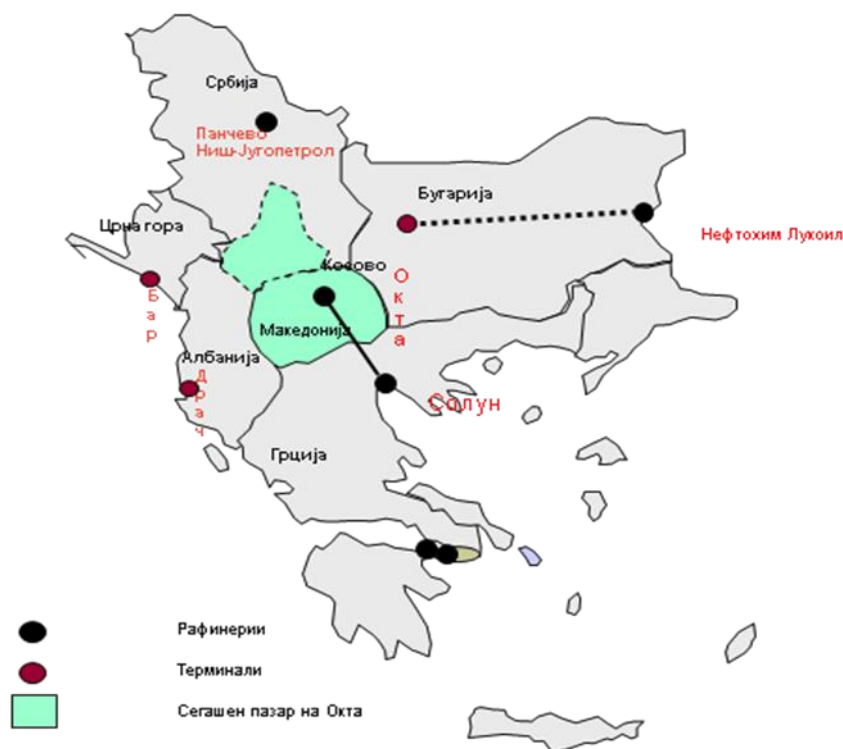 Србија
Панчево
Ниш-Југопетрол
Бугарија
Црна гора
Нефтохим Лукоил
Косово
Окта
Бар
Македонија
Албанија
Драч
Солун
Грција
Рафинерии
Терминали
Сегашен пазар на Окта